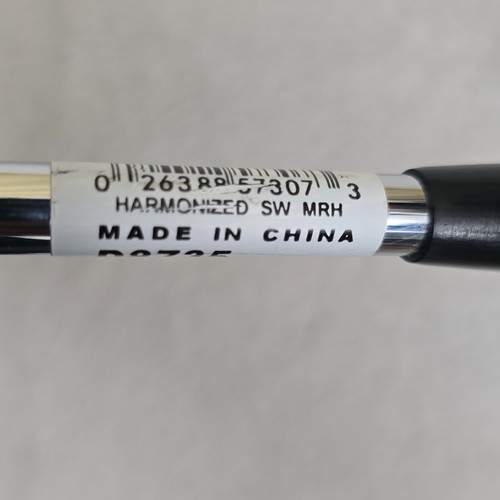 0 26388 57307 3
HARMONIZED SW MRH
MADE IN CHINA